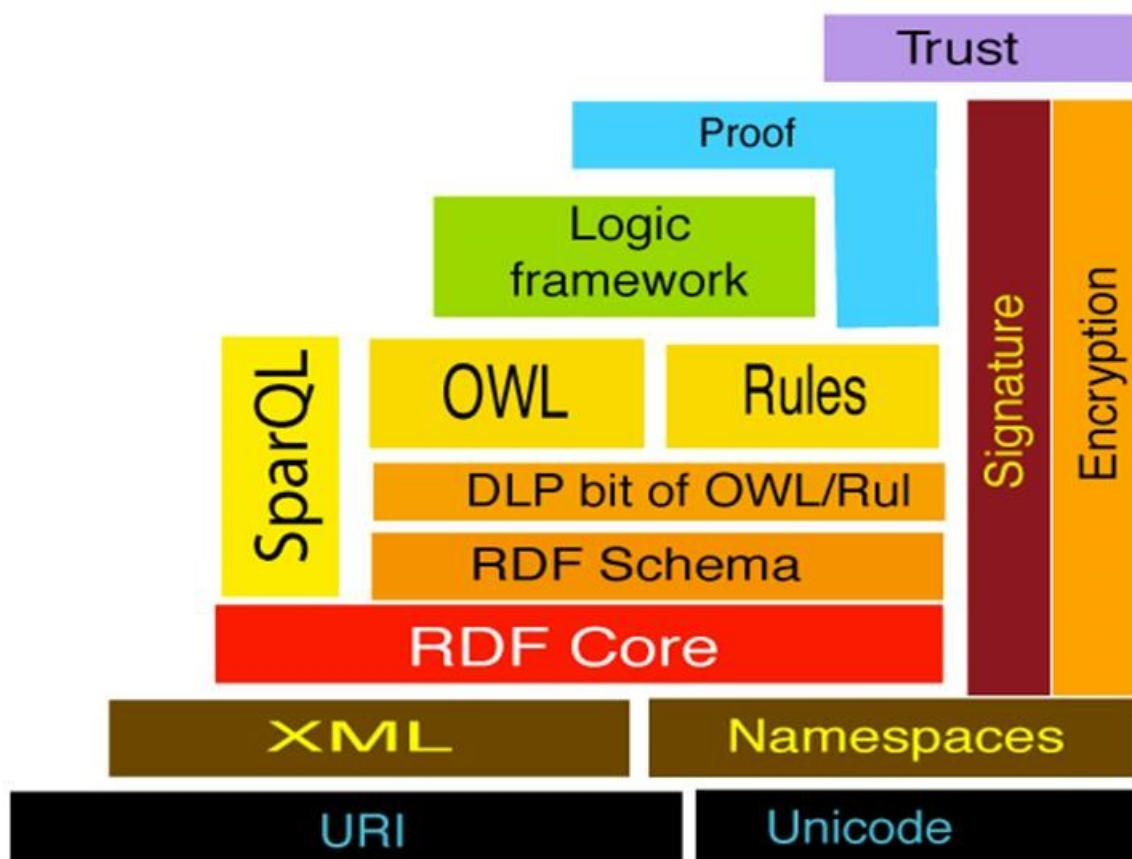 Trust
Proof
Logic
framework
SparQL
OWL
Rules
Signature
Encryption
DLP bit of OWL/Rul
RDF Schema
RDF Core
XML
Namespaces
URI
Unicode